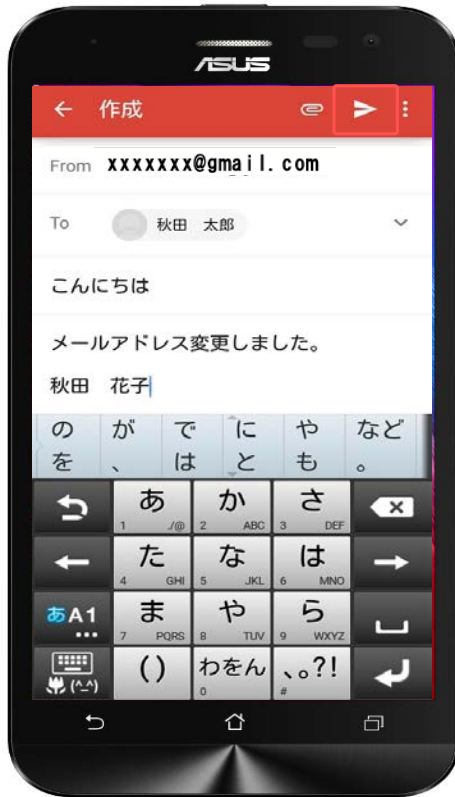 ASUS
作成
From xxxxxxx@gmail.com
To 秋田 太郎
こんにちは
メールアドレス変更しました。
秋田 花子
の が で に や など
を 、 は と も 。
あ か さ
1 ./@ 2 ABC 3 DEF
た な は
4 GHI 5 JKL 6 MNO
あA1 ま や ら
7 PQRS 8 TUV 9 WXYZ
() わをん 、。?!
(^_^) 0 #